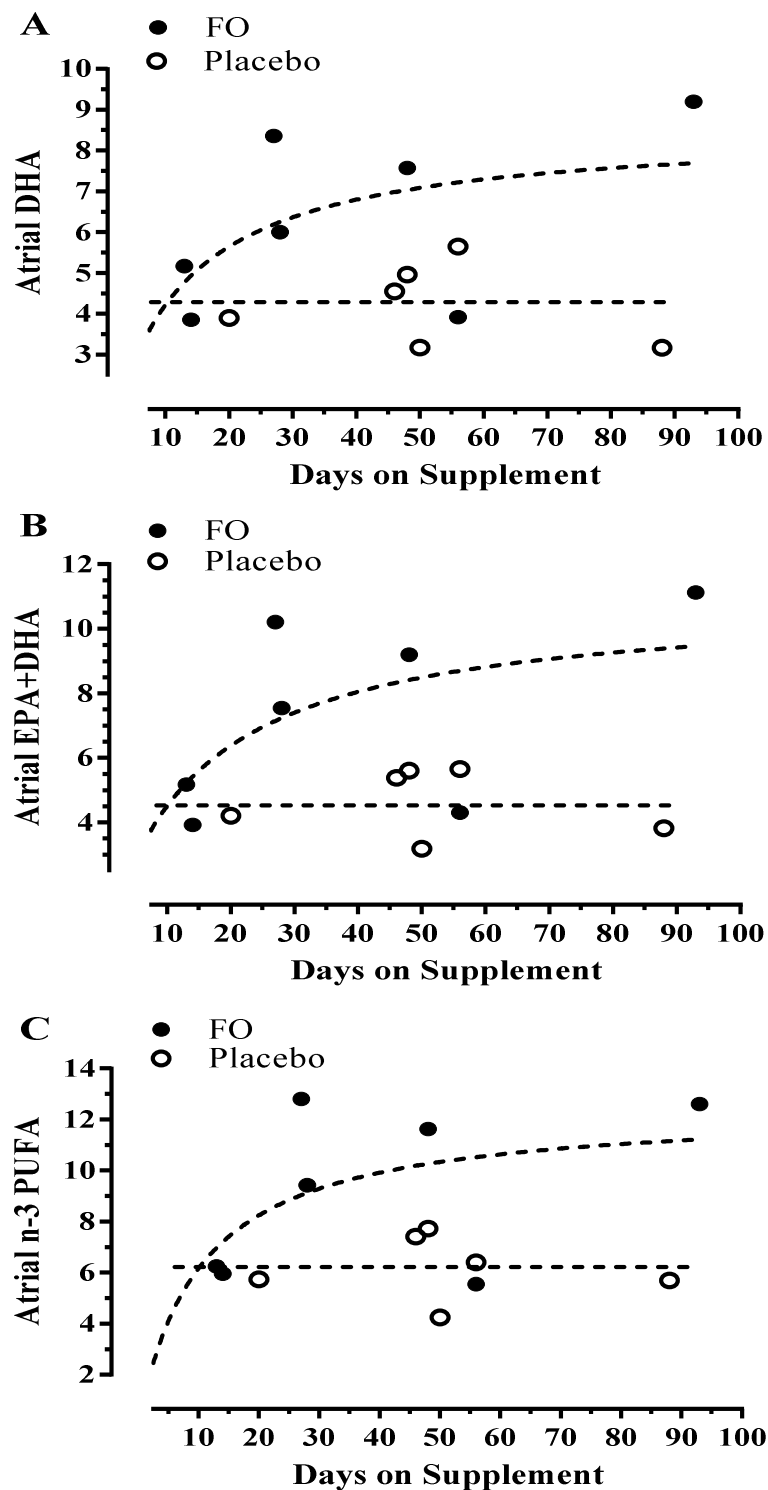 A
FO
Placebo
10
9
8
7
6
5
4
3
Atrial DHA
10 20 30 40 50 60 70 80 90 100
Days on Supplement
B
FO
Placebo
12
10
8
6
4
Atrial EPA+DHA
10 20 30 40 50 60 70 80 90 100
Days on Supplement
C
FO
Placebo
14
12
10
8
6
4
2
Atrial n-3 PUFA
10 20 30 40 50 60 70 80 90 100
Days on Supplement